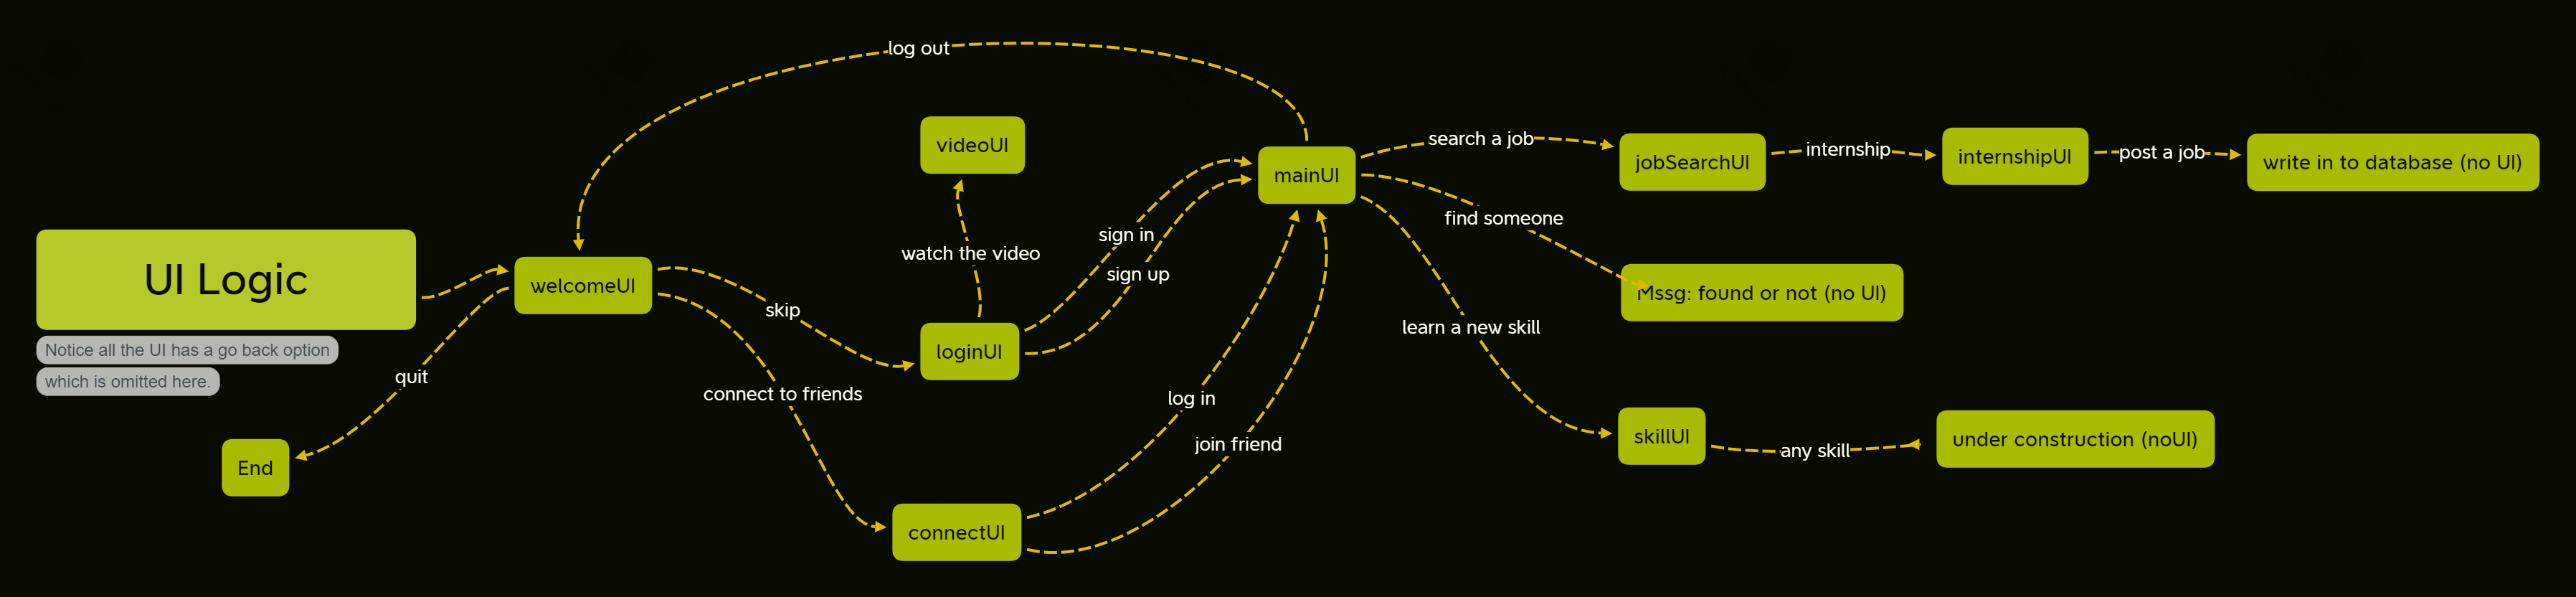 log out
videoUI
search a job
jobSearchUI
internship
internshipUI
post a job
write in to database (no UI)
mainUI
find someone
sign in
watch the video
sign up
UI Logic
welcomeUI
Mssg: found or not (no UI)
skip
learn a new skill
Notice all the UI has a go back option
which is omitted here.
loginUI
quit
connect to friends
log in
join friend
skillUI
any skill
under construction (noUI)
End
connectUI